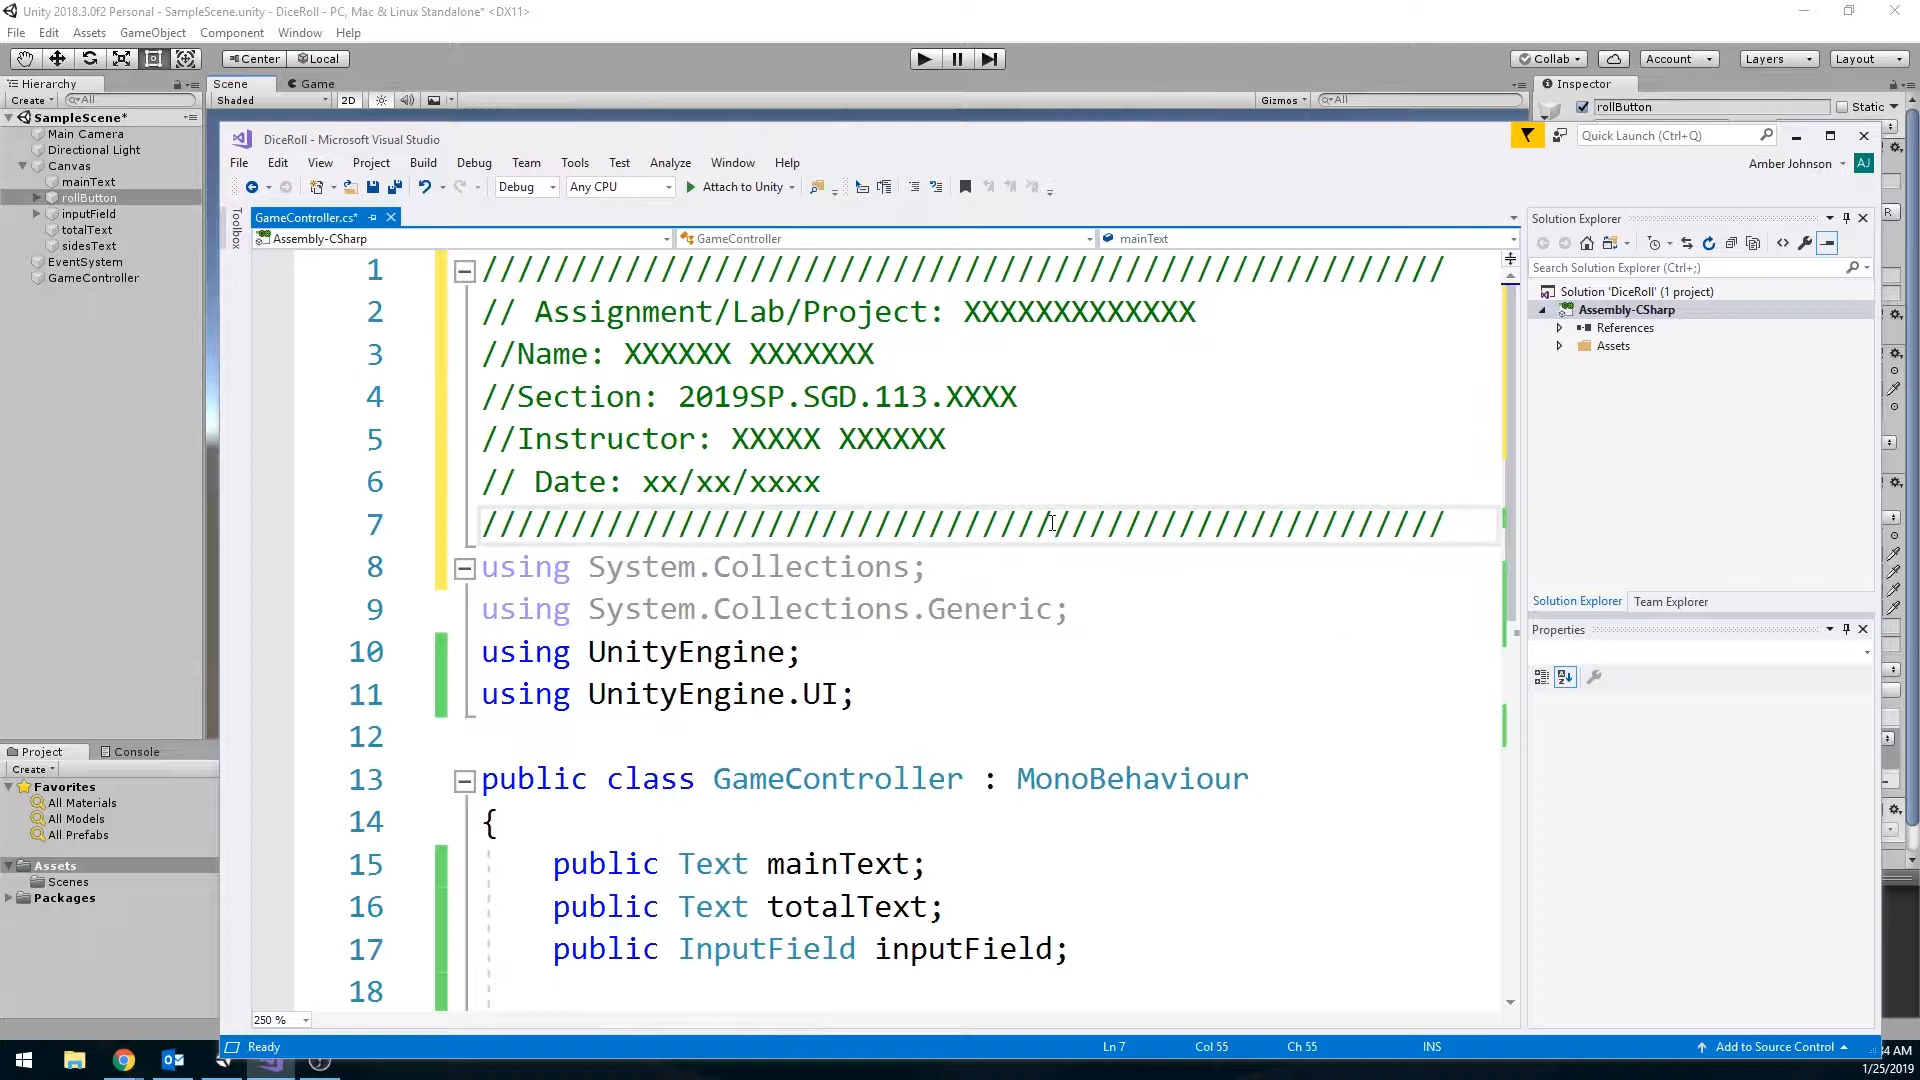 Unity 2018.3.0f2 Personal - SampleScene.unity - DiceRoll - PC, Mac & Linux Standalone* <DX11>
File Edit Assets GameObject Component Window Help
Center Local Collab Account Layers Layout
Hierarchy Scene Game Inspector
Create All Shaded 2D Gizmos All rollButton Static
SampleScene*
Main Camera
Directional Light
Canvas
mainText
rollButton
inputField
totalText
sidesText
EventSystem
GameController
DiceRoll - Microsoft Visual Studio
Quick Launch (Ctrl+Q)
File Edit View Project Build Debug Team Tools Test Analyze Window Help
Amber Johnson AJ
Debug Any CPU Attach to Unity
Toolbox
GameController.cs*
Assembly-CSharp GameController mainText
1 //////////////////////////////////////////////////////
2 // Assignment/Lab/Project: XXXXXXXXXXXXX
3 //Name: XXXXXX XXXXXXX
4 //Section: 2019SP.SGD.113.XXXX
5 //Instructor: XXXXX XXXXXX
6 // Date: xx/xx/xxxx
7 //////////////////////////////////////////////////////
8 using System.Collections;
9 using System.Collections.Generic;
10 using UnityEngine;
11 using UnityEngine.UI;
12
13 public class GameController : MonoBehaviour
14 {
15 public Text mainText;
16 public Text totalText;
17 public InputField inputField;
18
250 %
Ready Ln 7 Col 55 Ch 55 INS Add to Source Control
Solution Explorer
Search Solution Explorer (Ctrl+;)
Solution 'DiceRoll' (1 project)
Assembly-CSharp
References
Assets
Solution Explorer Team Explorer
Properties
R
Project Console
Create
Favorites
All Materials
All Models
All Prefabs
Assets
Scenes
Packages
34 AM
1/25/2019